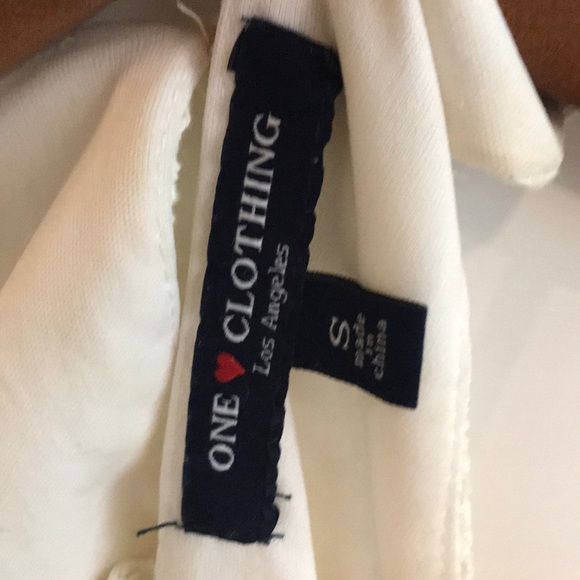 ONE ♥ CLOTHING
Los Angeles
S
made
in
china